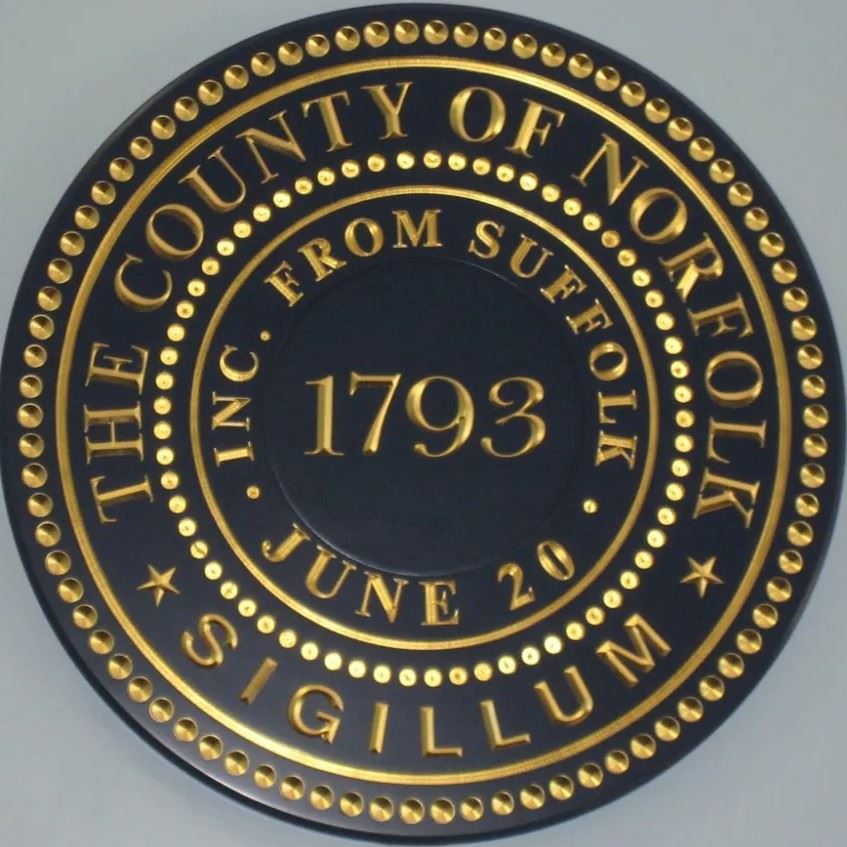 THE COUNTY OF NORFOLK
★ SIGILLUM ★
INC. FROM SUFFOLK
· JUNE 20 ·
1793